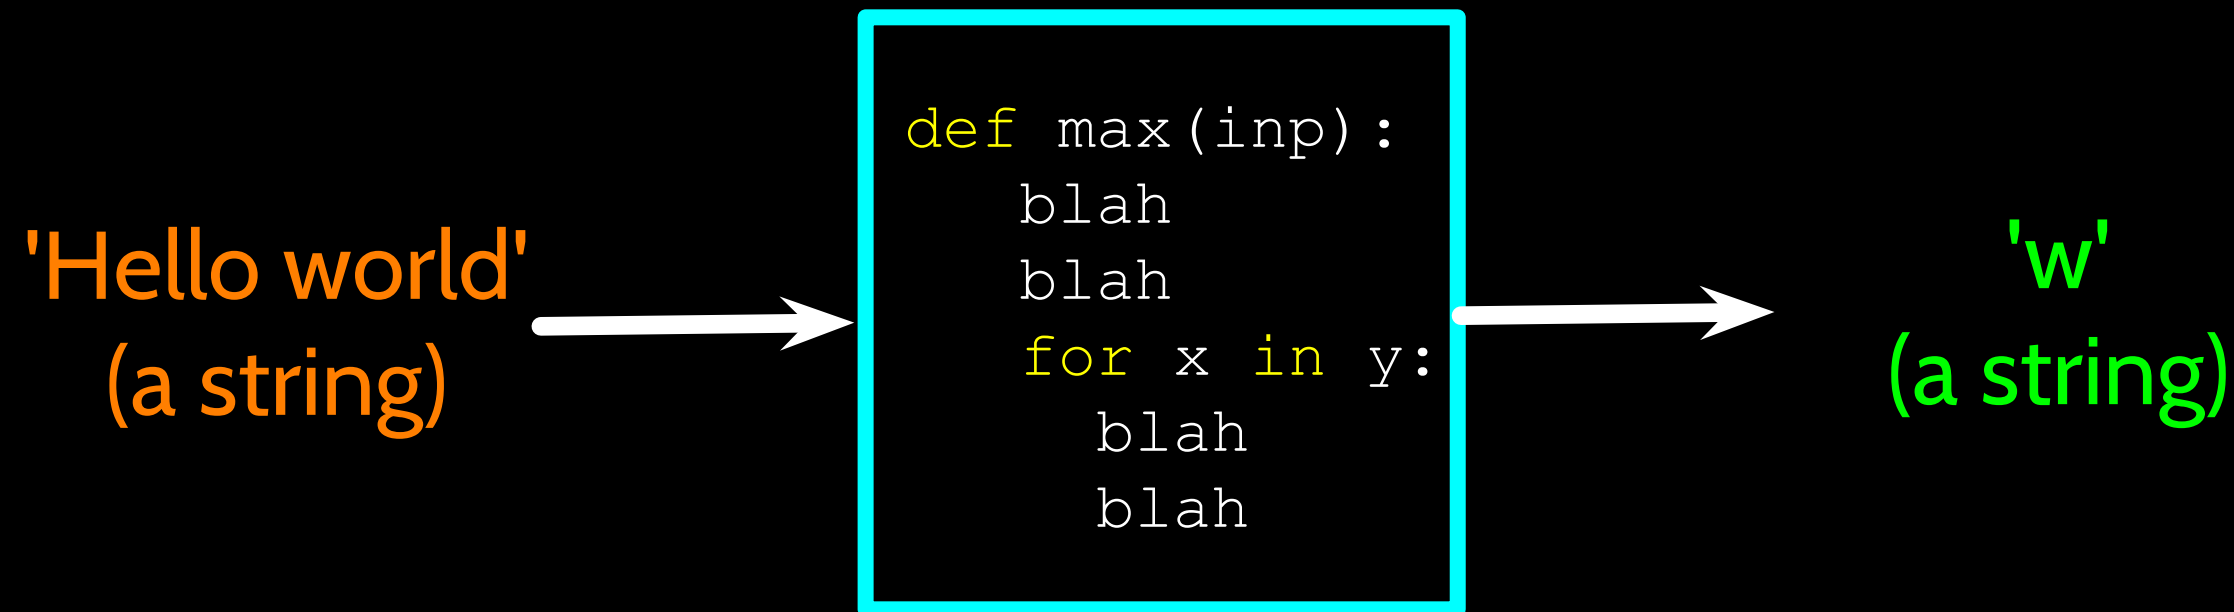 'Hello world'
(a string)
def max(inp):
blah
blah
for x in y:
blah
blah
'w'
(a string)